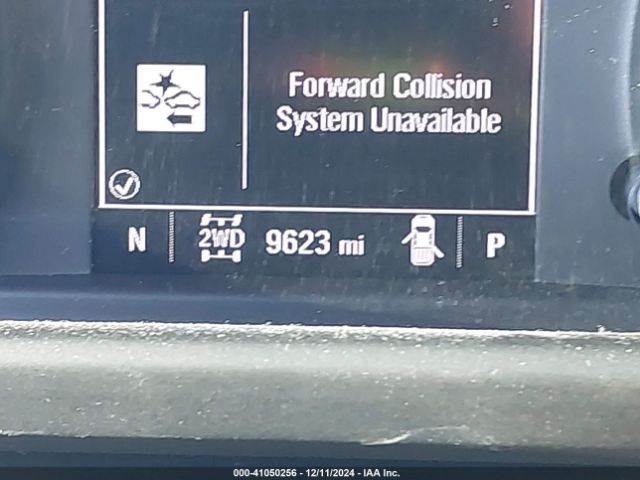 Forward Collision
System Unavailable
N 2WD 9623 mi P
000-41050256 - 12/11/2024 - IAA Inc.